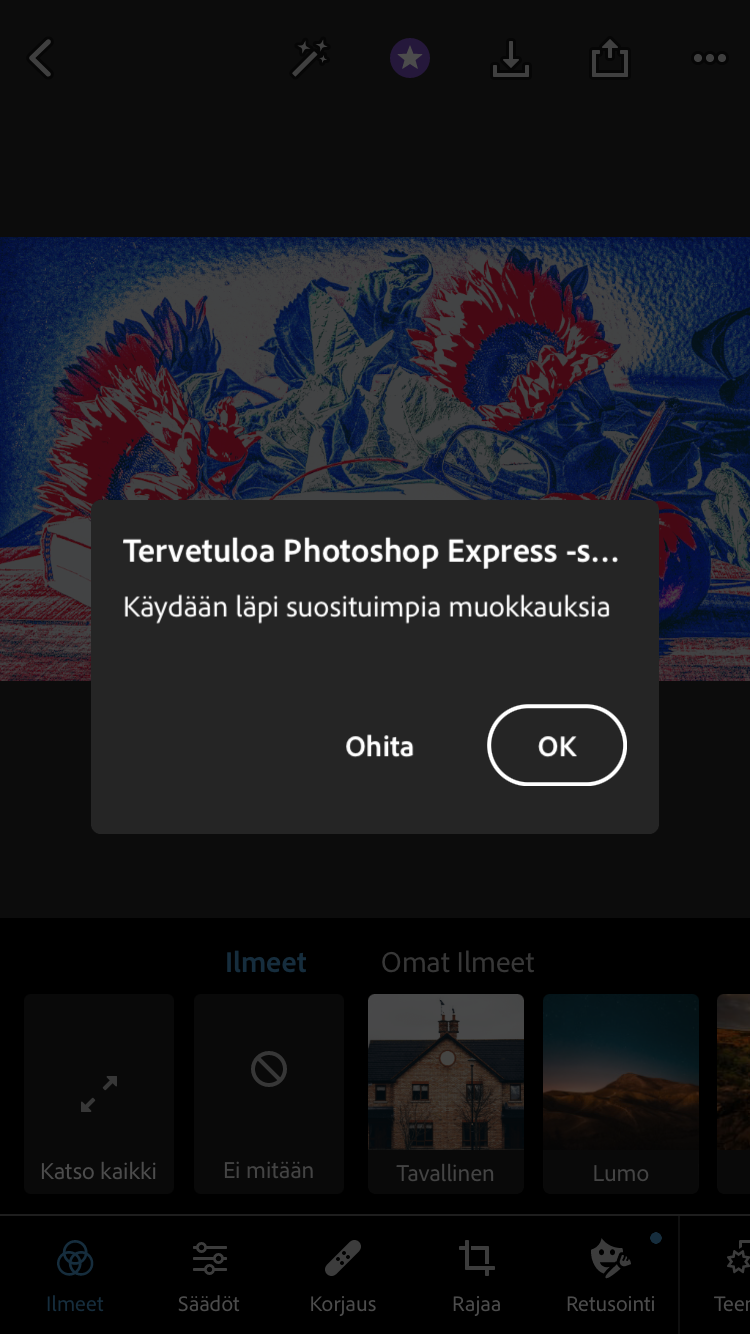 Tervetuloa Photoshop Express -s...
Käydään läpi suosituimpia muokkauksia
Ohita
OK
Ilmeet
Omat Ilmeet
Katso kaikki
Ei mitään
Tavallinen
Lumo
Ilmeet
Säädöt
Korjaus
Rajaa
Retusointi
Teer